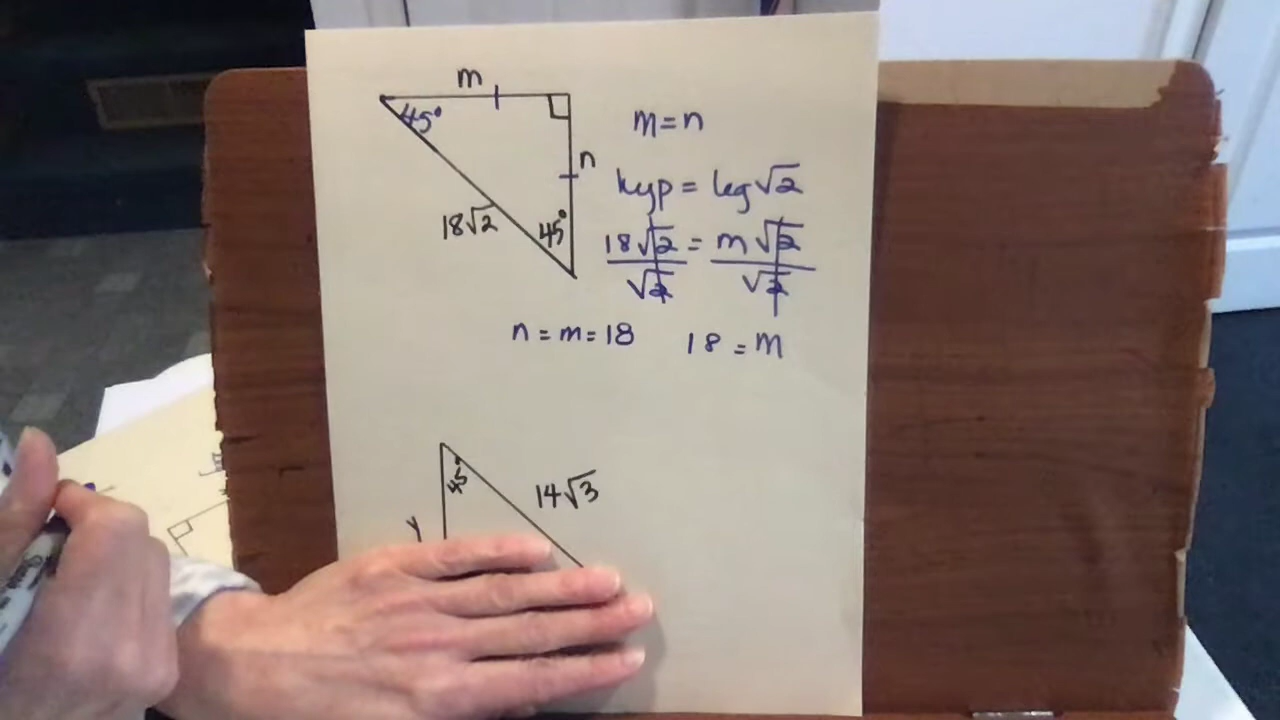 m
45°
n
18√2
45°
m=n
hyp = leg√2
18√2 = m√2
√2 √2
n = m = 18
18 = m
45°
14√3
y